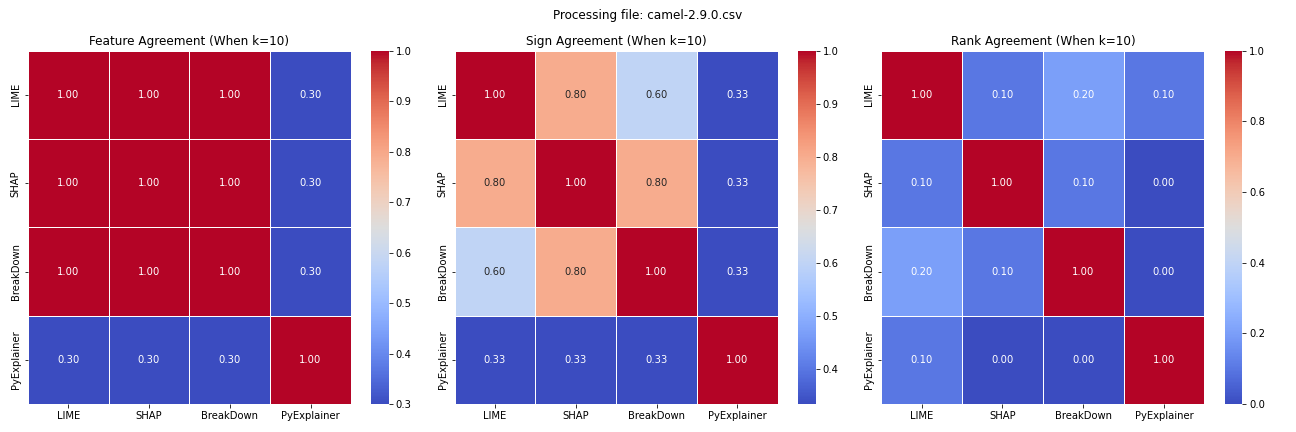 Processing file: camel-2.9.0.csv
Feature Agreement (When k=10)
LIME
1.00 1.00 1.00 0.30
SHAP
1.00 1.00 1.00 0.30
BreakDown
1.00 1.00 1.00 0.30
PyExplainer
0.30 0.30 0.30 1.00
LIME SHAP BreakDown PyExplainer
1.0
0.9
0.8
0.7
0.6
0.5
0.4
0.3
Sign Agreement (When k=10)
LIME
1.00 0.80 0.60 0.33
SHAP
0.80 1.00 0.80 0.33
BreakDown
0.60 0.80 1.00 0.33
PyExplainer
0.33 0.33 0.33 1.00
LIME SHAP BreakDown PyExplainer
1.0
0.9
0.8
0.7
0.6
0.5
0.4
Rank Agreement (When k=10)
LIME
1.00 0.10 0.20 0.10
SHAP
0.10 1.00 0.10 0.00
BreakDown
0.20 0.10 1.00 0.00
PyExplainer
0.10 0.00 0.00 1.00
LIME SHAP BreakDown PyExplainer
1.0
0.8
0.6
0.4
0.2
0.0